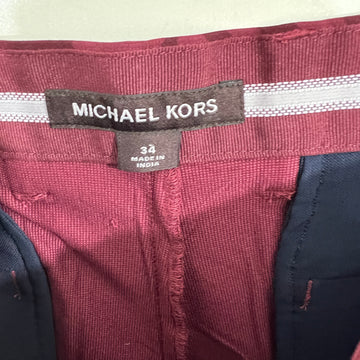 MICHAEL KORS
34
MADE IN
INDIA